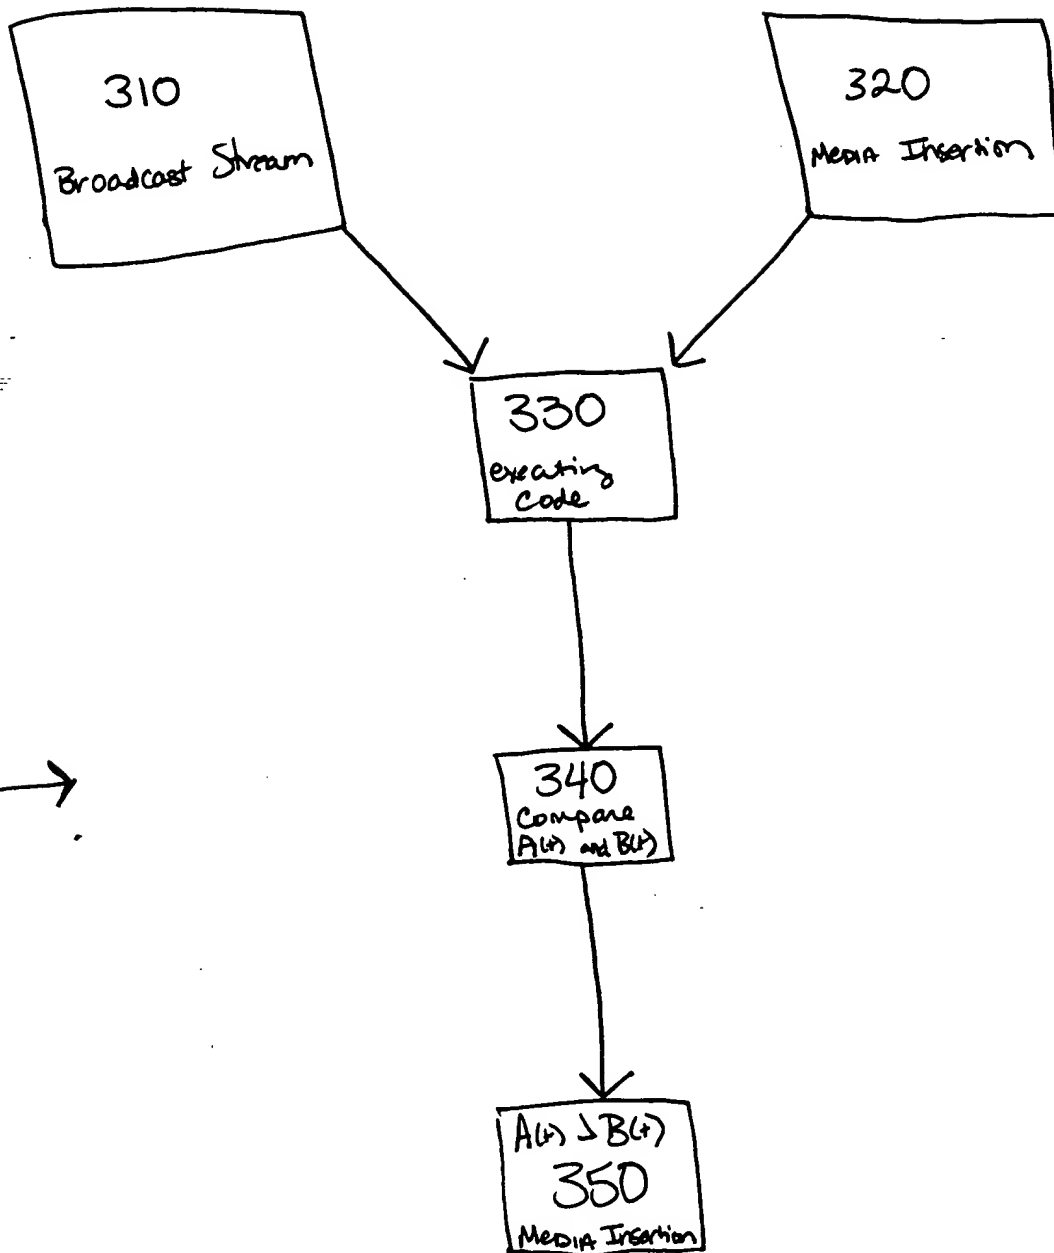 310
Broadcast Stream
320
Media Insertion
330
executing
Code
340
Compare
A(t) and B(t)
A(t) B(t)
350
Media Insertion